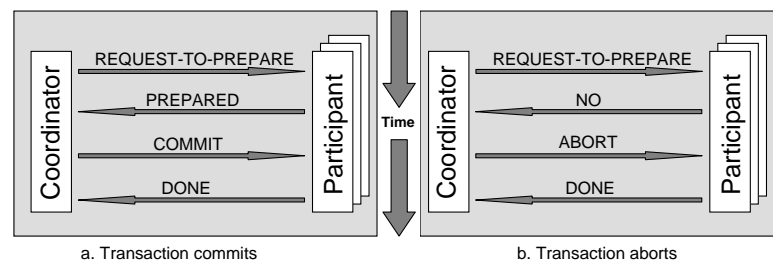 Coordinator
REQUEST-TO-PREPARE
PREPARED
COMMIT
DONE
Participant
Time
Coordinator
REQUEST-TO-PREPARE
NO
ABORT
DONE
Participant
a. Transaction commits
b. Transaction aborts